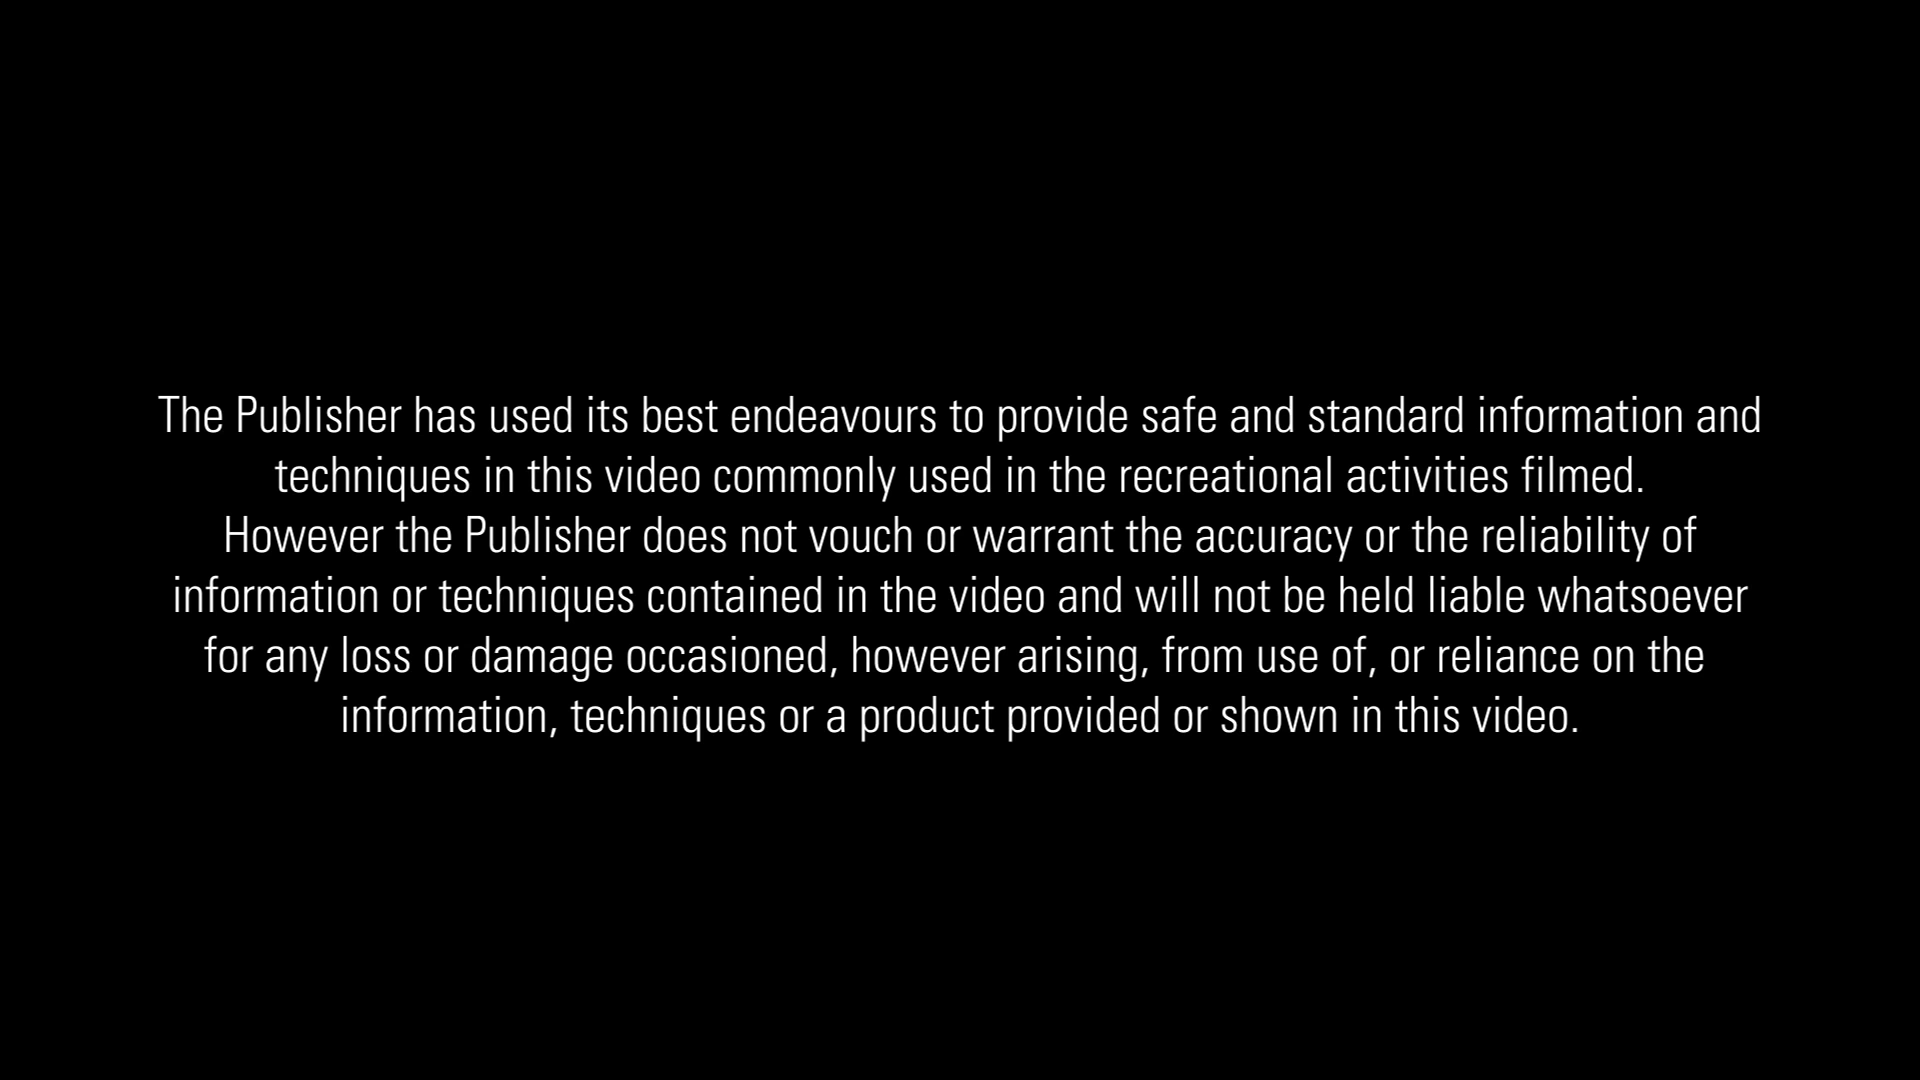 The Publisher has used its best endeavours to provide safe and standard information and
techniques in this video commonly used in the recreational activities filmed.
However the Publisher does not vouch or warrant the accuracy or the reliability of
information or techniques contained in the video and will not be held liable whatsoever
for any loss or damage occasioned, however arising, from use of, or reliance on the
information, techniques or a product provided or shown in this video.